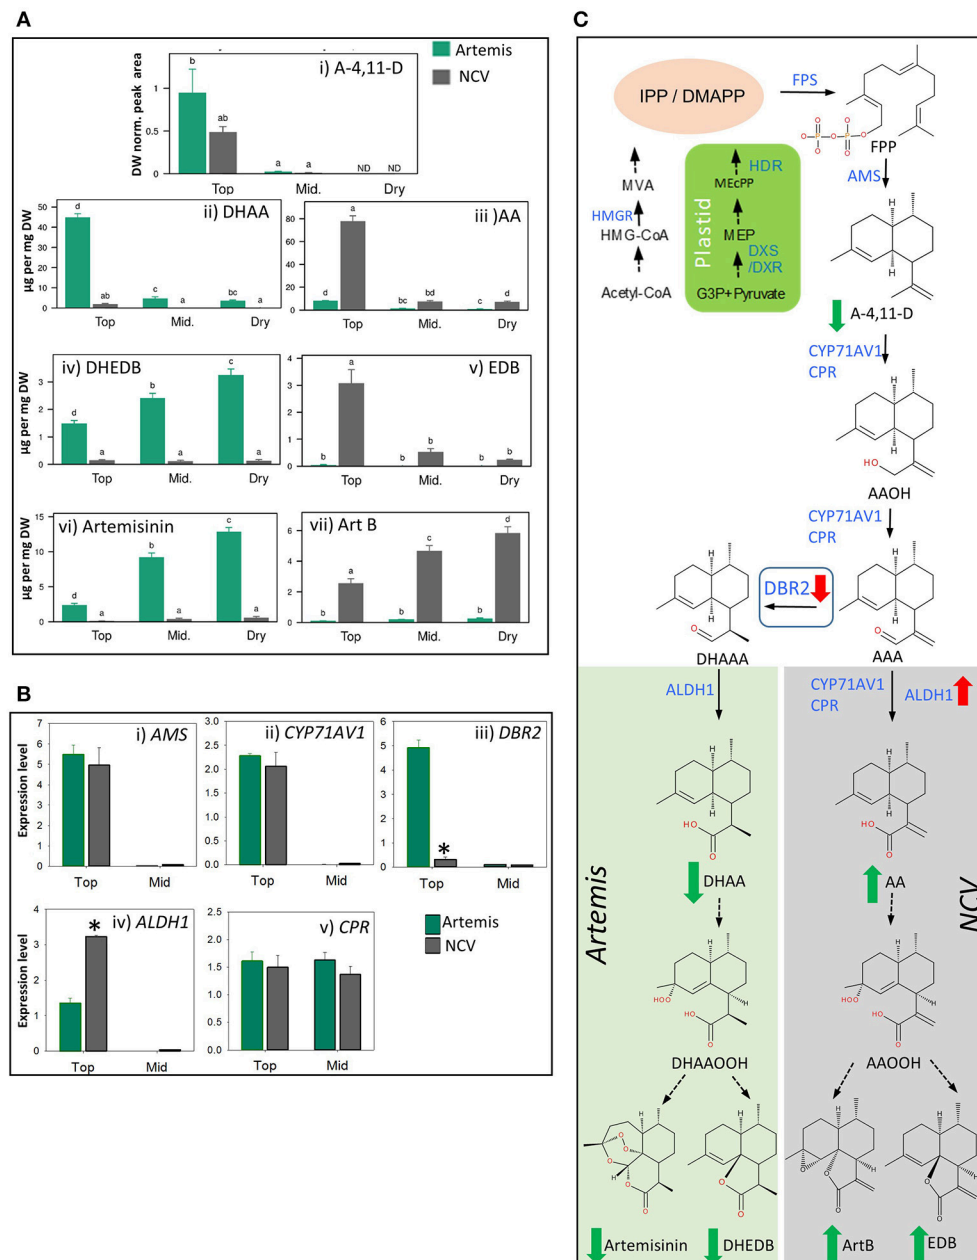 A
i) A-4,11-D
Artemis
NCV
DW norm. peak area
1
0.5
0
b
ab
a
a
ND
ND
Top
Mid.
Dry
ii) DHAA
µg per mg DW
50
40
30
20
10
0
d
ab
c
a
bc
a
Top
Mid.
Dry
iii )AA
80
60
40
20
0
d
a
bc
b
c
b
Top
Mid.
Dry
iv) DHEDB
µg per mg DW
3
2
1
0
d
a
b
a
c
a
Top
Mid.
Dry
v) EDB
4
3
2
1
0
b
a
b
b
b
b
Top
Mid.
Dry
vi) Artemisinin
µg per mg DW
15
10
5
0
d
a
b
a
c
a
Top
Mid.
Dry
vii) Art B
6
4
2
0
b
a
b
c
b
d
Top
Mid.
Dry
B
i) AMS
Expression level
7
6
5
4
3
2
1
0
Top
Mid
ii) CYP71AV1
3.0
2.5
2.0
1.5
1.0
0.5
0.0
Top
Mid
iii) DBR2
6
5
4
3
2
1
0
*
Top
Mid
iv) ALDH1
Expression level
4
3
2
1
0
*
Top
Mid
v) CPR
2.5
2.0
1.5
1.0
0.5
0.0
Top
Mid
Artemis
NCV
C
IPP / DMAPP
FPS
FPP
MVA
HMGR
HMG-CoA
Acetyl-CoA
Plastid
HDR
MEcPP
MEP
DXS
/DXR
G3P+Pyruvate
AMS
A-4,11-D
CYP71AV1
CPR
HO
AAOH
CYP71AV1
CPR
DBR2
DHAAA
AAA
ALDH1
CYP71AV1
CPR
ALDH1
Artemis
NCV
DHAA
AA
DHAAOOH
AAOOH
Artemisinin
DHEDB
ArtB
EDB